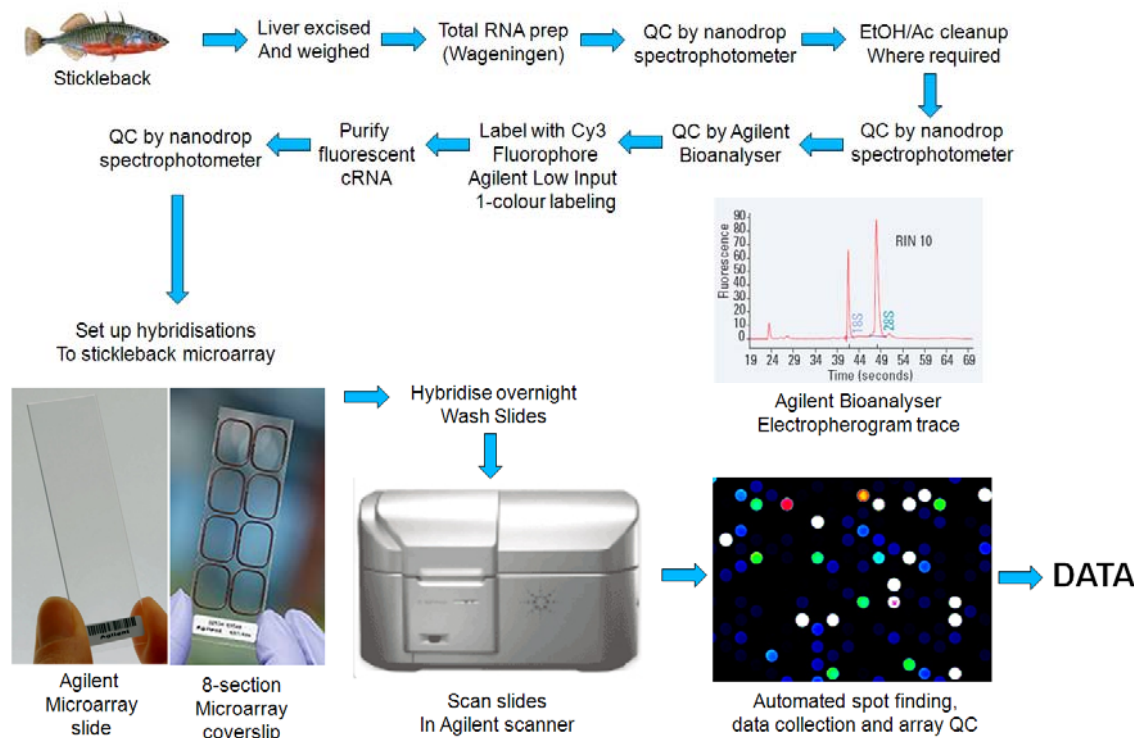 Stickleback
Liver excised
And weighed
Total RNA prep
(Wageningen)
QC by nanodrop
spectrophotometer
EtOH/Ac cleanup
Where required
QC by nanodrop
spectrophotometer
QC by Agilent
Bioanalyser
Label with Cy3
Fluorophore
Agilent Low Input
1-colour labeling
Purify
fluorescent
cRNA
QC by nanodrop
spectrophotometer
Set up hybridisations
To stickleback microarray
90
80
70
60
50
40
30
20
10
0
Fluorescence
RIN 10
18S
28S
19 24 29 34 39 44 49 54 59 64 69
Time (seconds)
Agilent Bioanalyser
Electropherogram trace
Hybridise overnight
Wash Slides
Agilent
Agilent
Agilent
Microarray
slide
8-section
Microarray
coverslip
Scan slides
In Agilent scanner
Automated spot finding,
data collection and array QC
DATA